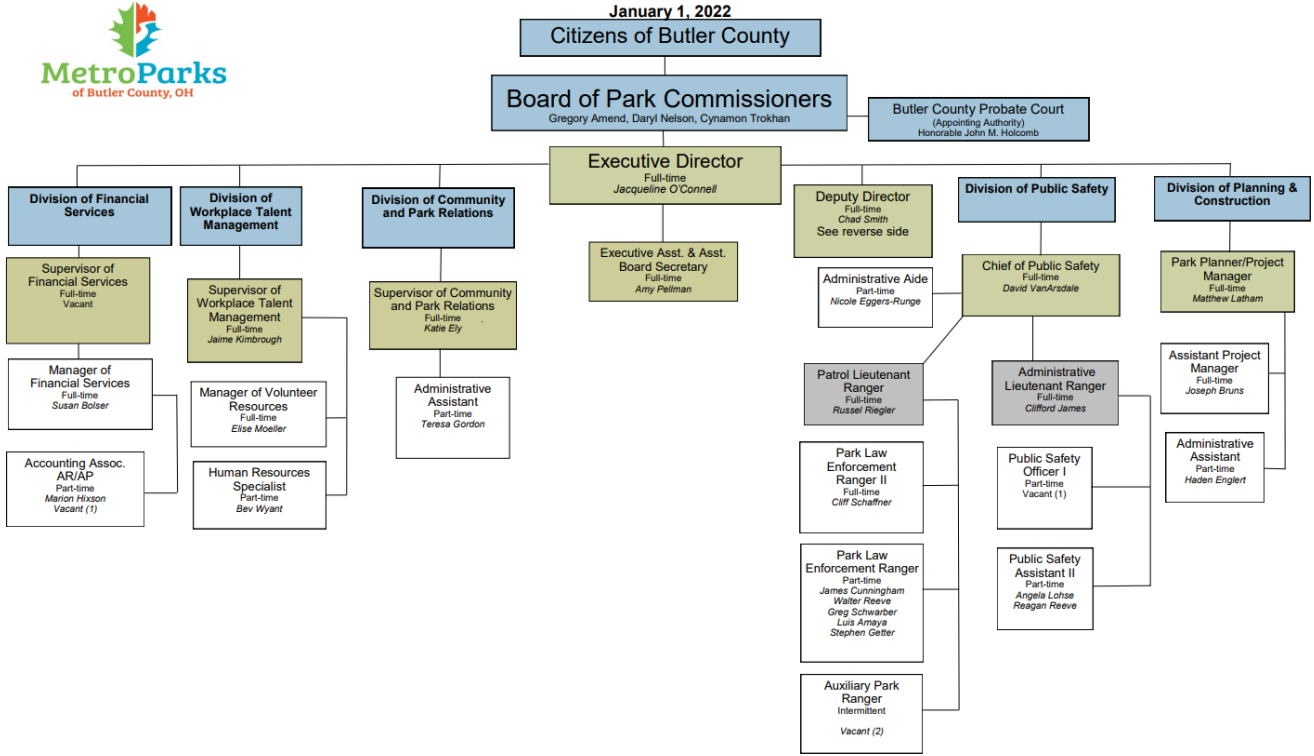 January 1, 2022
MetroParks
of Butler County, OH
Citizens of Butler County
Board of Park Commissioners
Gregory Amend, Daryl Nelson, Cynamon Trokhan
Butler County Probate Court
(Appointing Authority)
Honorable John M. Holcomb
Executive Director
Full-time
Jacqueline O'Connell
Executive Asst. & Asst.
Board Secretary
Full-time
Amy Pellman
Division of Financial
Services
Supervisor of
Financial Services
Full-time
Vacant
Manager of
Financial Services
Full-time
Susan Bolser
Accounting Assoc.
AR/AP
Part-time
Marion Hixson
Vacant (1)
Division of
Workplace Talent
Management
Supervisor of
Workplace Talent
Management
Full-time
Jaime Kimbrough
Manager of Volunteer
Resources
Full-time
Elise Moeller
Human Resources
Specialist
Part-time
Bev Wyant
Division of Community
and Park Relations
Supervisor of Community
and Park Relations
Full-time
Katie Ely
Administrative
Assistant
Part-time
Teresa Gordon
Deputy Director
Full-time
Chad Smith
See reverse side
Division of Public Safety
Chief of Public Safety
Full-time
David VanArsdale
Administrative Aide
Part-time
Nicole Eggers-Runge
Patrol Lieutenant
Ranger
Full-time
Russel Riegler
Park Law
Enforcement
Ranger II
Full-time
Cliff Schaffner
Park Law
Enforcement Ranger
Part-time
James Cunningham
Walter Reeve
Greg Schwarber
Luis Amaya
Stephen Getter
Auxiliary Park
Ranger
Intermittent
Vacant (2)
Administrative
Lieutenant Ranger
Full-time
Clifford James
Public Safety
Officer I
Part-time
Vacant (1)
Public Safety
Assistant II
Part-time
Angela Lohse
Reagan Reeve
Division of Planning &
Construction
Park Planner/Project
Manager
Full-time
Matthew Latham
Assistant Project
Manager
Full-time
Joseph Bruns
Administrative
Assistant
Part-time
Haden Englert